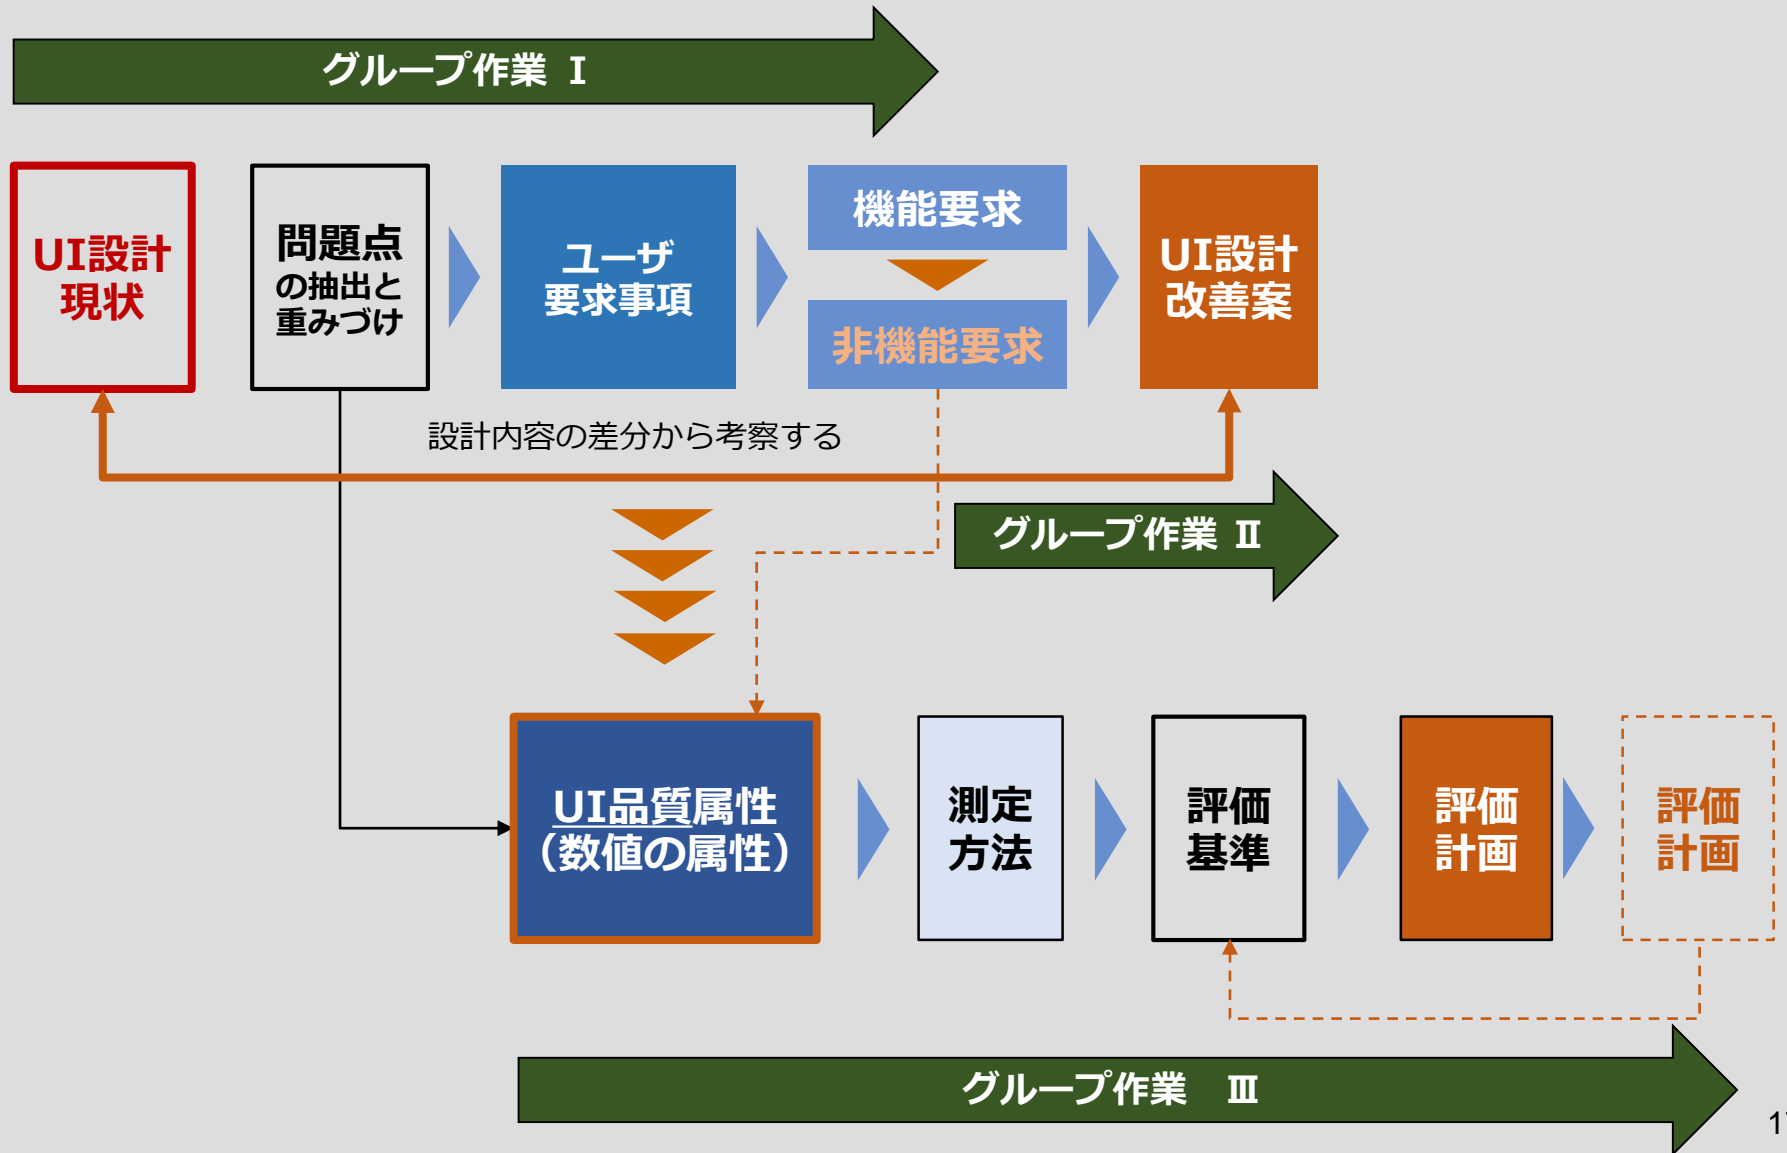 グループ作業 Ⅰ
UI設計
現状
問題点
の抽出と
重みづけ
ユーザ
要求事項
機能要求
非機能要求
UI設計
改善案
設計内容の差分から考察する
グループ作業 Ⅱ
UI品質属性
（数値の属性）
測定
方法
評価
基準
評価
計画
評価
計画
グループ作業　Ⅲ